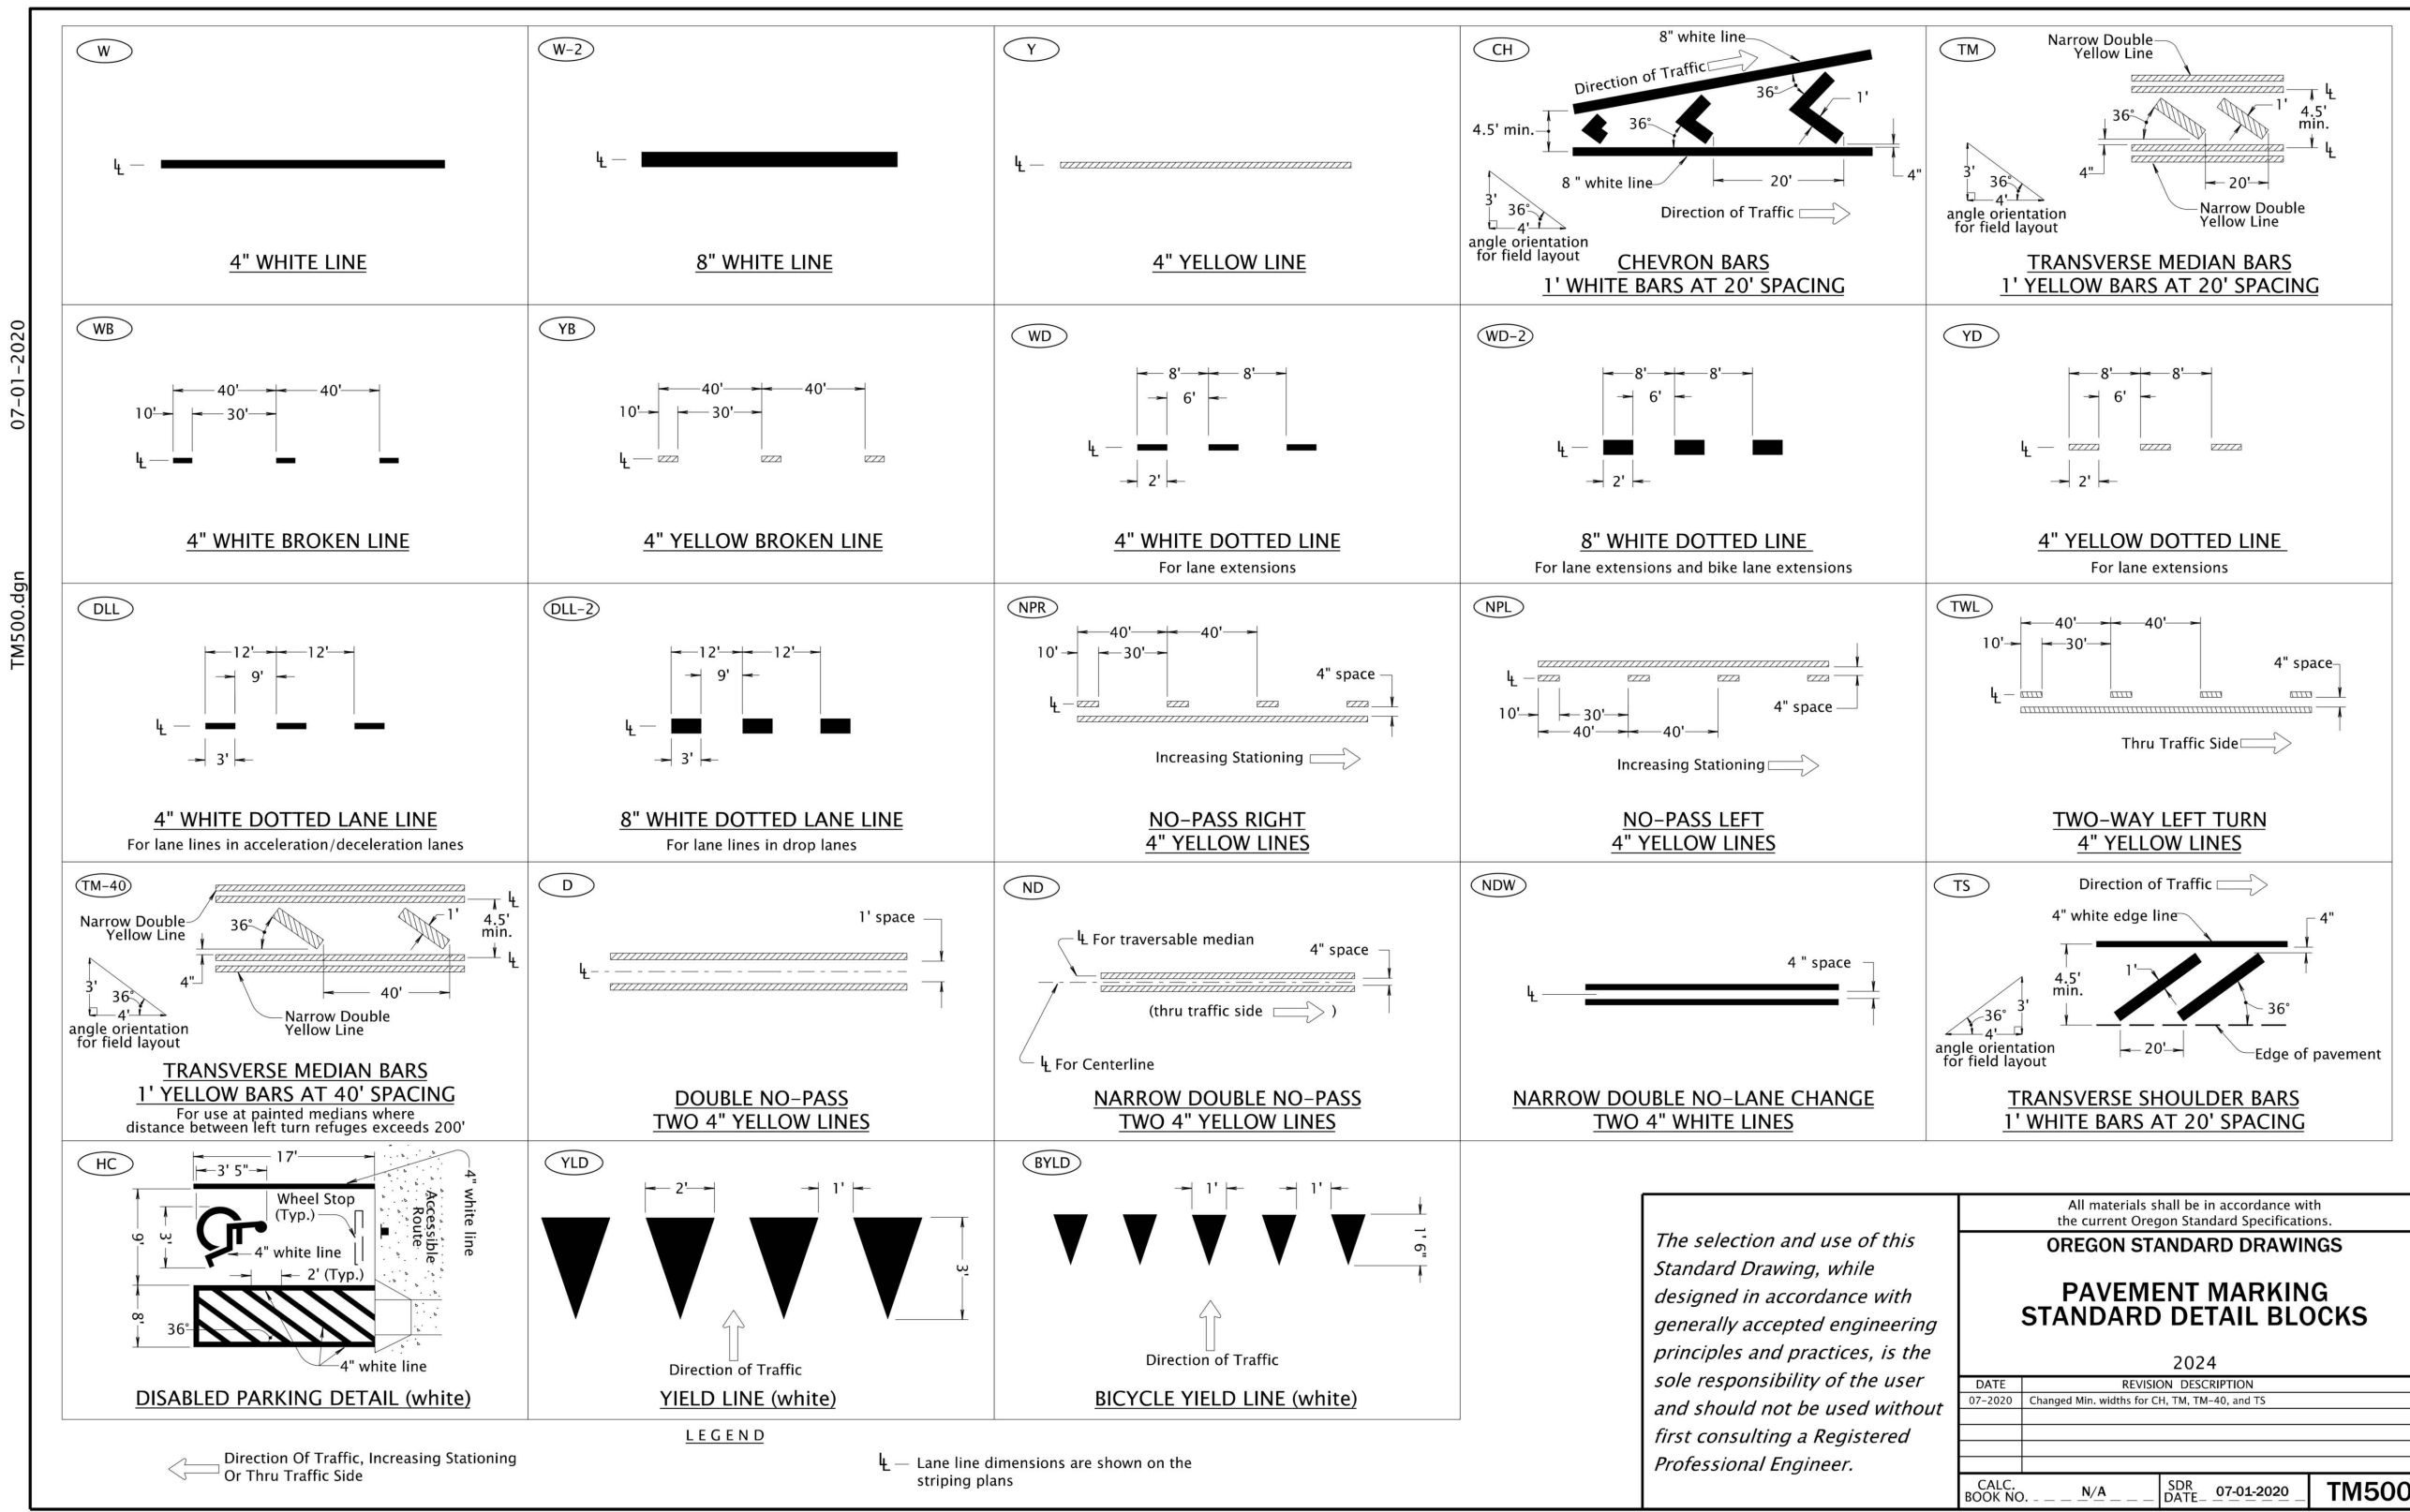 07-01-2020
TM500.dgn
W
LL
4" WHITE LINE
W-2
LL
8" WHITE LINE
Y
LL
4" YELLOW LINE
CH
8" white line
Direction of Traffic
36°
1'
4.5' min.
36°
8 " white line
20'
4"
3'
36°
4'
Direction of Traffic
angle orientation
for field layout
CHEVRON BARS
1' WHITE BARS AT 20' SPACING
TM
Narrow Double
Yellow Line
LL
36°
1'
4.5'
min.
LL
4"
20'
3'
36°
4'
angle orientation
for field layout
Narrow Double
Yellow Line
TRANSVERSE MEDIAN BARS
1' YELLOW BARS AT 20' SPACING
WB
40' 40'
10' 30'
LL
4" WHITE BROKEN LINE
YB
40' 40'
10' 30'
LL
4" YELLOW BROKEN LINE
WD
8' 8'
6'
LL
2'
4" WHITE DOTTED LINE
For lane extensions
WD-2
8' 8'
6'
LL
2'
8" WHITE DOTTED LINE
For lane extensions and bike lane extensions
YD
8' 8'
6'
LL
2'
4" YELLOW DOTTED LINE
For lane extensions
DLL
12' 12'
9'
LL
3'
4" WHITE DOTTED LANE LINE
For lane lines in acceleration/deceleration lanes
DLL-2
12' 12'
9'
LL
3'
8" WHITE DOTTED LANE LINE
For lane lines in drop lanes
NPR
40' 40'
10' 30'
4" space
LL
Increasing Stationing
NO-PASS RIGHT
4" YELLOW LINES
NPL
LL
4" space
10' 30'
40' 40'
Increasing Stationing
NO-PASS LEFT
4" YELLOW LINES
TWL
40' 40'
10' 30'
4" space
LL
Thru Traffic Side
TWO-WAY LEFT TURN
4" YELLOW LINES
TM-40
LL
Narrow Double
Yellow Line
36°
1'
4.5'
min.
LL
4"
40'
3'
36°
4'
angle orientation
for field layout
Narrow Double
Yellow Line
TRANSVERSE MEDIAN BARS
1' YELLOW BARS AT 40' SPACING
For use at painted medians where
distance between left turn refuges exceeds 200'
D
1' space
LL
DOUBLE NO-PASS
TWO 4" YELLOW LINES
ND
LL For traversable median
4" space
(thru traffic side )
LL For Centerline
NARROW DOUBLE NO-PASS
TWO 4" YELLOW LINES
NDW
4 " space
LL
NARROW DOUBLE NO-LANE CHANGE
TWO 4" WHITE LINES
TS
Direction of Traffic
4" white edge line
4"
4.5'
min.
1'
36°
3'
36°
4'
20'
Edge of pavement
angle orientation
for field layout
TRANSVERSE SHOULDER BARS
1' WHITE BARS AT 20' SPACING
HC
17'
3' 5"
4" white line
Wheel Stop
(Typ.)
Accessible
Route
9'
3'
4" white line
2' (Typ.)
8'
36°
4" white line
DISABLED PARKING DETAIL (white)
YLD
2' 1'
3'
Direction of Traffic
YIELD LINE (white)
BYLD
1' 1'
1' 6"
Direction of Traffic
BICYCLE YIELD LINE (white)
LEGEND
Direction Of Traffic, Increasing Stationing
Or Thru Traffic Side
LL Lane line dimensions are shown on the
striping plans
The selection and use of this
Standard Drawing, while
designed in accordance with
generally accepted engineering
principles and practices, is the
sole responsibility of the user
and should not be used without
first consulting a Registered
Professional Engineer.
All materials shall be in accordance with
the current Oregon Standard Specifications.
OREGON STANDARD DRAWINGS
PAVEMENT MARKING
STANDARD DETAIL BLOCKS
2024
DATE REVISION DESCRIPTION
07-2020 Changed Min. widths for CH, TM, TM-40, and TS
CALC.
BOOK NO. N/A
SDR
DATE 07-01-2020
TM500